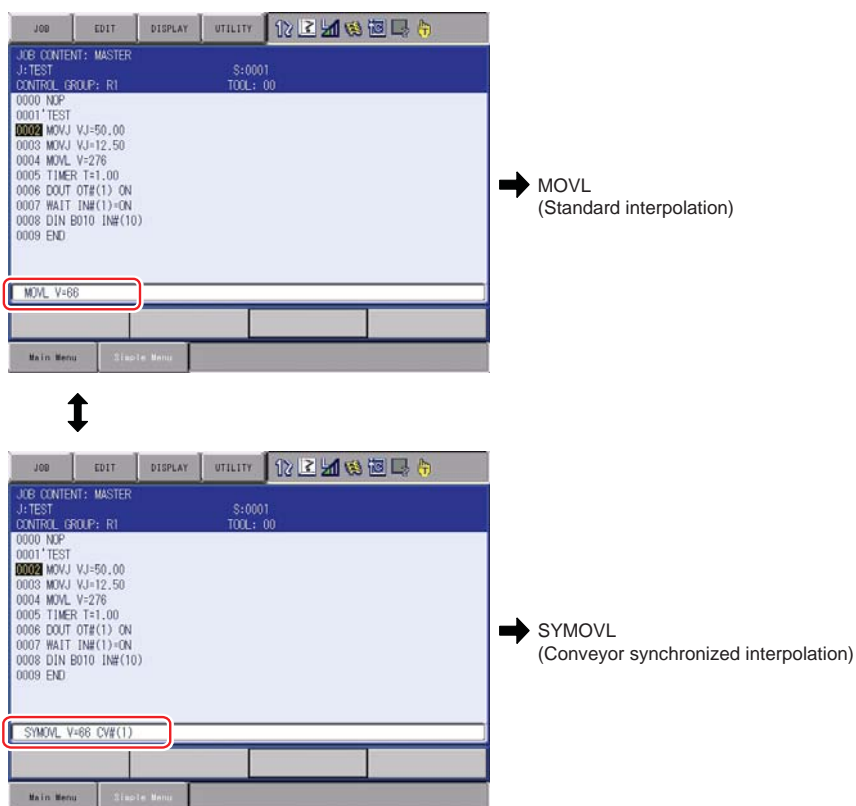 JOB EDIT DISPLAY UTILITY
JOB CONTENT: MASTER
J:TEST S:0001
CONTROL GROUP: R1 TOOL: 00
0000 NOP
0001'TEST
0002 MOVJ VJ=50.00
0003 MOVJ VJ=12.50
0004 MOVL V=276
0005 TIMER T=1.00
0006 DOUT OT#(1) ON
0007 WAIT IN#(1)=ON
0008 DIN B010 IN#(10)
0009 END
MOVL V=66
Main Menu Simple Menu
MOVL
(Standard interpolation)
JOB EDIT DISPLAY UTILITY
JOB CONTENT: MASTER
J:TEST S:0001
CONTROL GROUP: R1 TOOL: 00
0000 NOP
0001'TEST
0002 MOVJ VJ=50.00
0003 MOVJ VJ=12.50
0004 MOVL V=276
0005 TIMER T=1.00
0006 DOUT OT#(1) ON
0007 WAIT IN#(1)=ON
0008 DIN B010 IN#(10)
0009 END
SYMOVL V=66 CV#(1)
Main Menu Simple Menu
SYMOVL
(Conveyor synchronized interpolation)